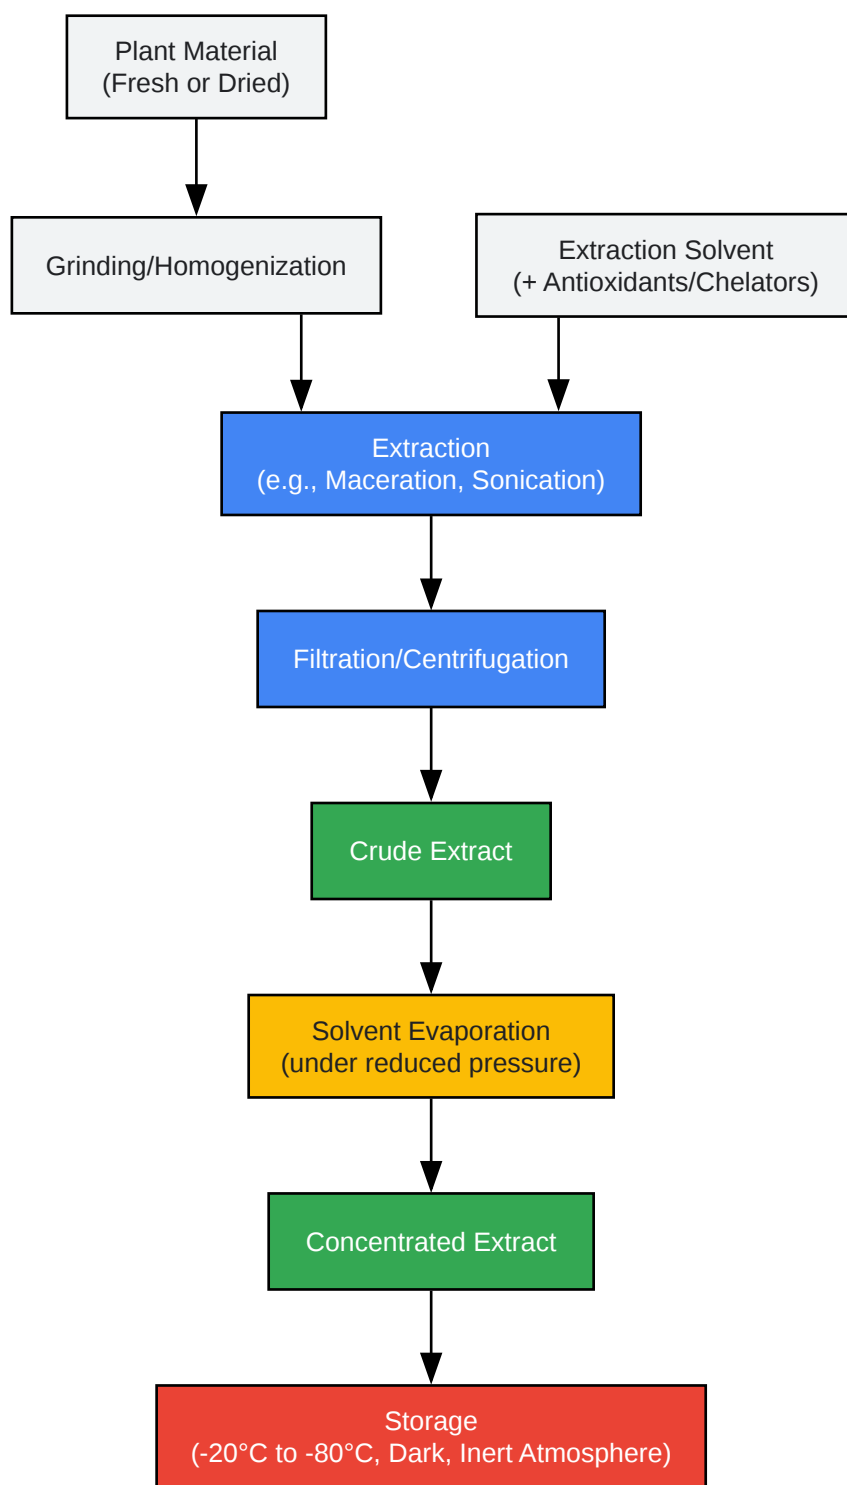 Plant Material
(Fresh or Dried)
Grinding/Homogenization
Extraction Solvent
(+ Antioxidants/Chelators)
Extraction
(e.g., Maceration, Sonication)
Filtration/Centrifugation
Crude Extract
Solvent Evaporation
(under reduced pressure)
Concentrated Extract
Storage
(-20°C to -80°C, Dark, Inert Atmosphere)